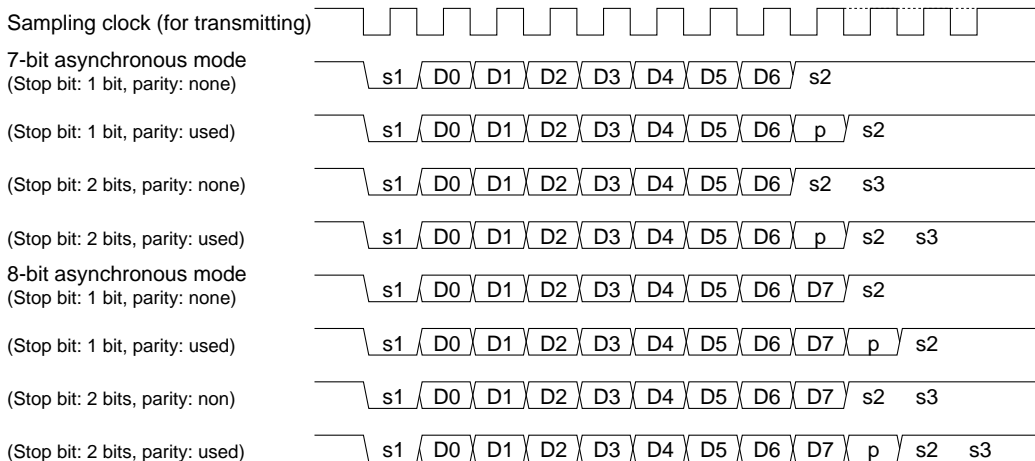 Sampling clock (for transmitting)
7-bit asynchronous mode
(Stop bit: 1 bit, parity: none)
s1 D0 D1 D2 D3 D4 D5 D6 s2
(Stop bit: 1 bit, parity: used)
s1 D0 D1 D2 D3 D4 D5 D6 p s2
(Stop bit: 2 bits, parity: none)
s1 D0 D1 D2 D3 D4 D5 D6 s2 s3
(Stop bit: 2 bits, parity: used)
s1 D0 D1 D2 D3 D4 D5 D6 p s2 s3
8-bit asynchronous mode
(Stop bit: 1 bit, parity: none)
s1 D0 D1 D2 D3 D4 D5 D6 D7 s2
(Stop bit: 1 bit, parity: used)
s1 D0 D1 D2 D3 D4 D5 D6 D7 p s2
(Stop bit: 2 bits, parity: non)
s1 D0 D1 D2 D3 D4 D5 D6 D7 s2 s3
(Stop bit: 2 bits, parity: used)
s1 D0 D1 D2 D3 D4 D5 D6 D7 p s2 s3